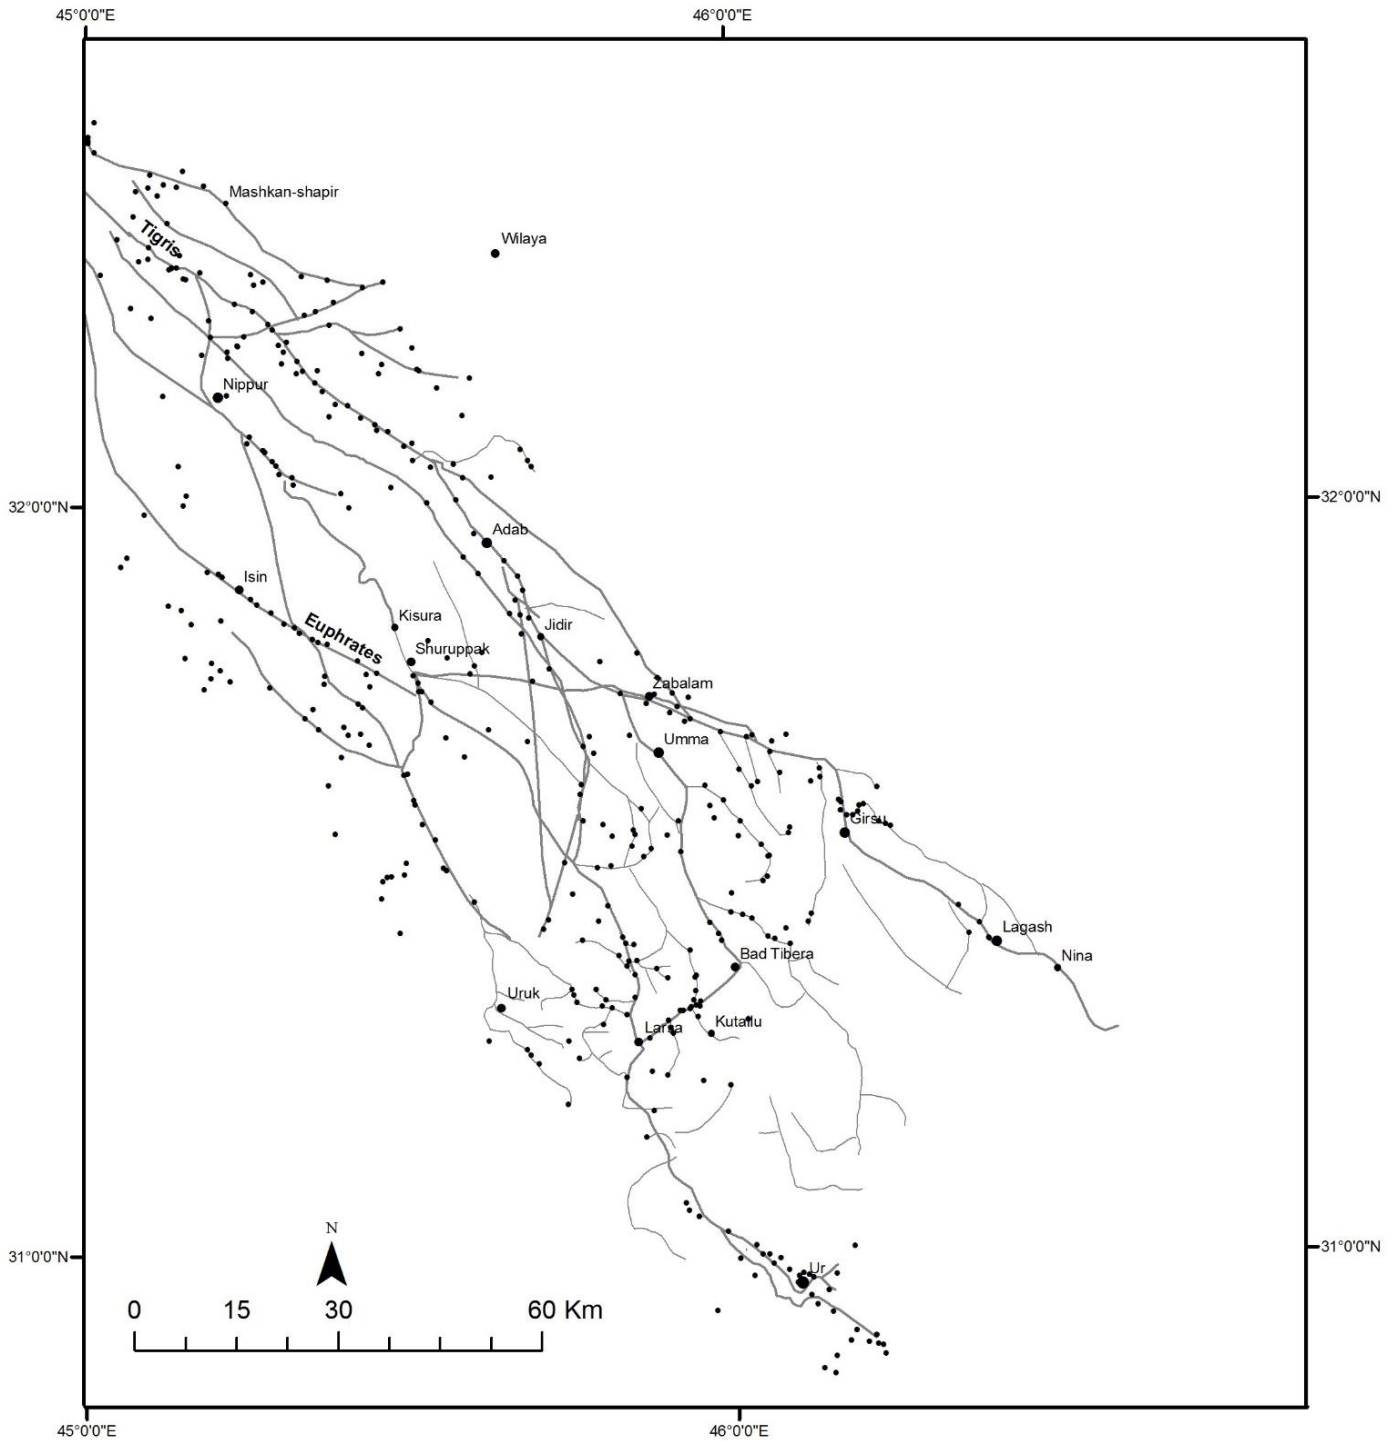 45°0'0"E
46°0'0"E
Mashkan-shapir
Wilaya
Tigris
Nippur
32°0'0"N
32°0'0"N
Adab
Isin
Kisura
Euphrates
Jidir
Shuruppak
Zabalam
Umma
Girsu
Lagash
Bad Tibera
Nina
Uruk
Larsa
Kutallu
N
31°0'0"N
31°0'0"N
Ur
0 15 30 60 Km
45°0'0"E
46°0'0"E